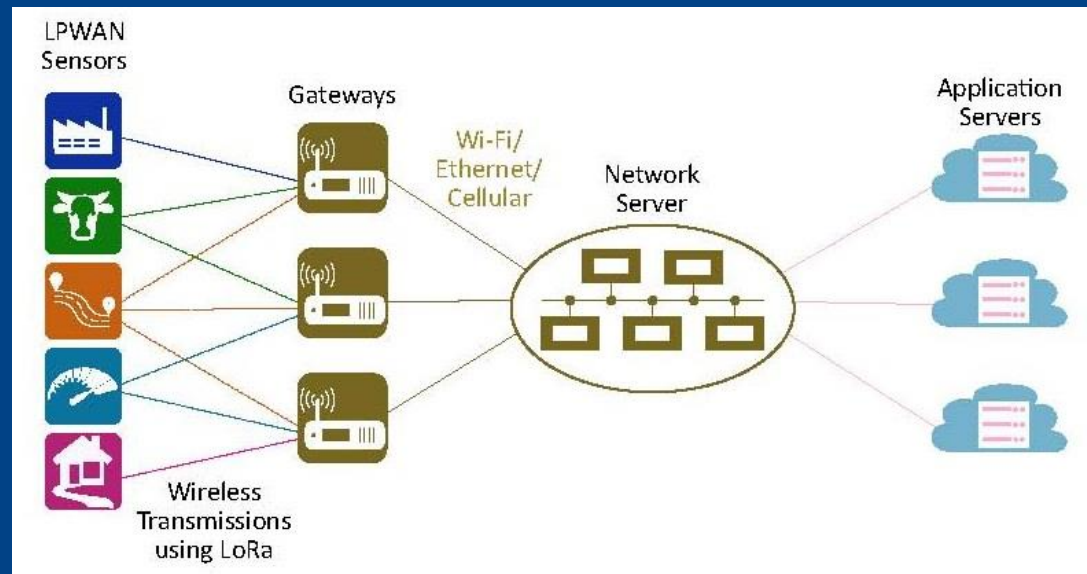 LPWAN
Sensors
Gateways
Wi-Fi/
Ethernet/
Cellular
Network
Server
Application
Servers
Wireless
Transmissions
using LoRa